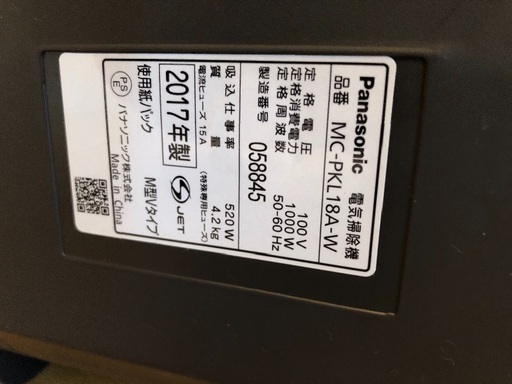 Panasonic 電気掃除機
品番 MC-PKL18A-W
定格電圧 100 V
定格消費電力 1,000 W
定格周波数 50-60 Hz
製造番号 058845
吸込仕事率 520 W
質量 4.2 kg
電流ヒューズ 15 A (特殊専用ヒューズ)
2017年製
S JET
使用紙パック M型Vタイプ
PS E
パナソニック株式会社
Made in China